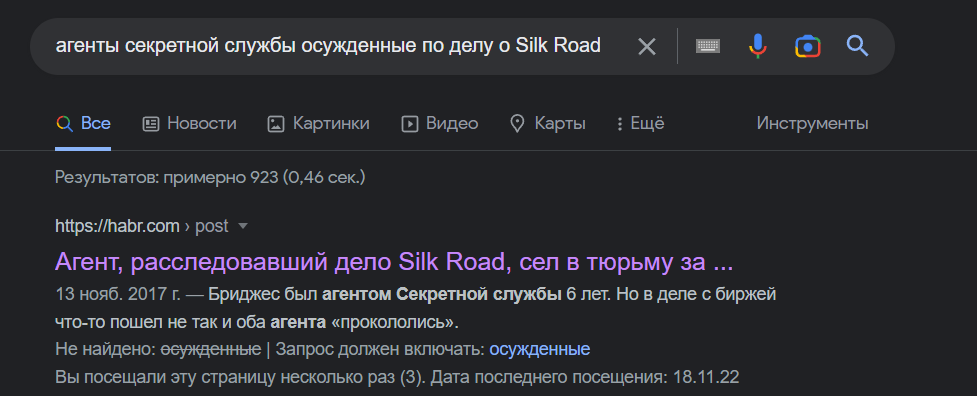 агенты секретной службы осужденные по делу о Silk Road
Все Новости Картинки Видео Карты Ещё Инструменты
Результатов: примерно 923 (0,46 сек.)
https://habr.com › post
Агент, расследовавший дело Silk Road, сел в тюрьму за ...
13 нояб. 2017 г. — Бриджес был агентом Секретной службы 6 лет. Но в деле с биржей
что-то пошел не так и оба агента «прокололись».
Не найдено: осужденные | Запрос должен включать: осужденные
Вы посещали эту страницу несколько раз (3). Дата последнего посещения: 18.11.22